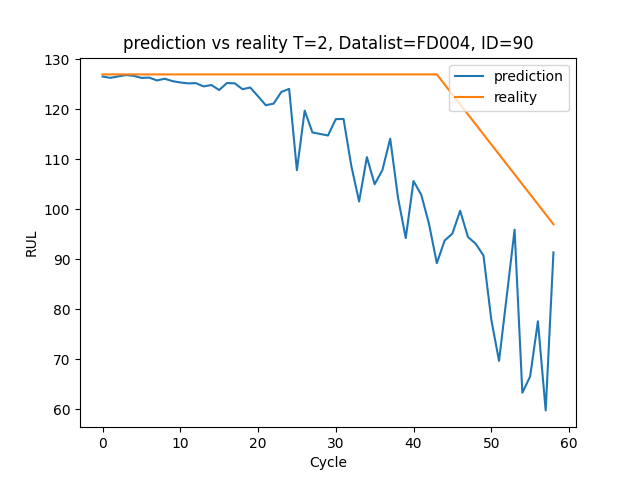 prediction vs reality T=2, Datalist=FD004, ID=90
130
120
110
100
90
80
70
60
RUL
prediction
reality
0 10 20 30 40 50 60
Cycle